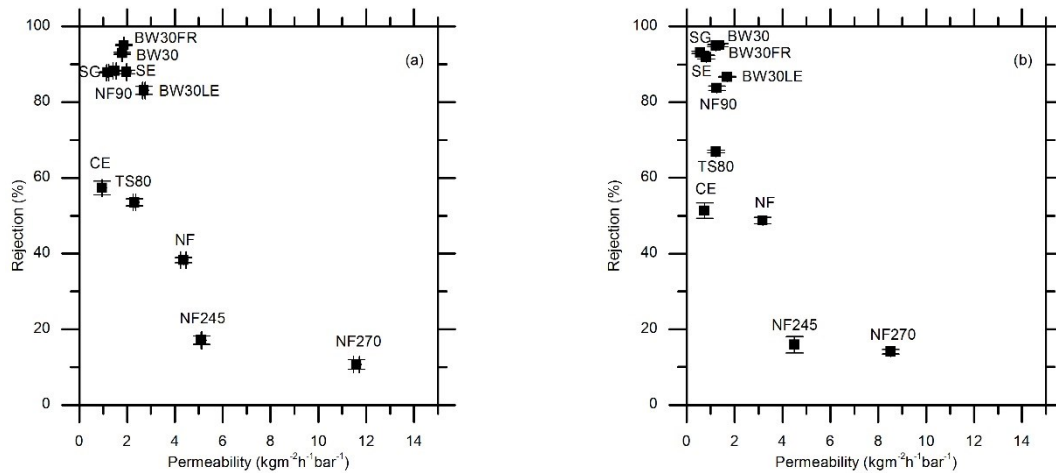 100
80
60
40
20
0
Rejection (%)
BW30FR
(a)
BW30
SG
SE
NF90
BW30LE
CE
TS80
NF
NF245
NF270
0 2 4 6 8 10 12 14
Permeability (kgm⁻²h⁻¹bar⁻¹)
100
80
60
40
20
0
Rejection (%)
SG
BW30
BW30FR
(b)
SE
BW30LE
NF90
TS80
CE
NF
NF245
NF270
0 2 4 6 8 10 12 14
Permeability (kgm⁻²h⁻¹bar⁻¹)